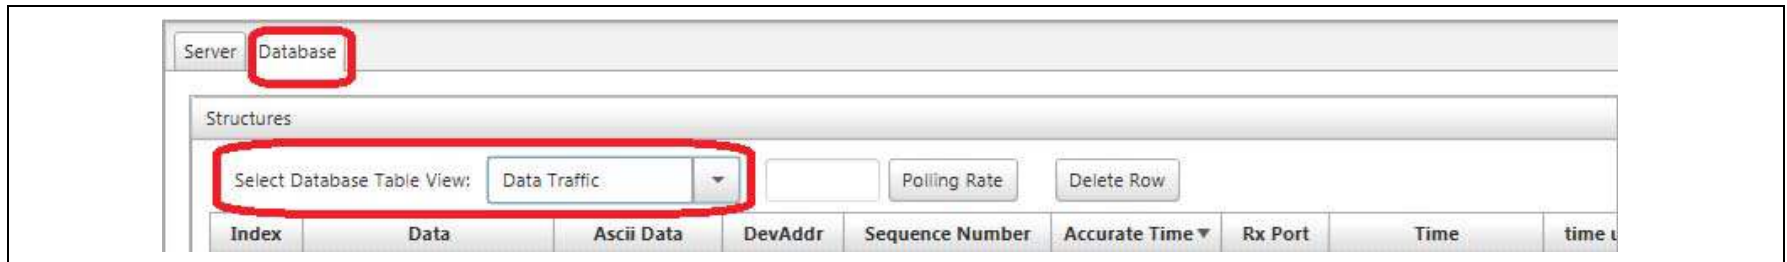 Server Database
Structures
Select Database Table View: Data Traffic Polling Rate Delete Row
Index Data Ascii Data DevAddr Sequence Number Accurate Time Rx Port Time time